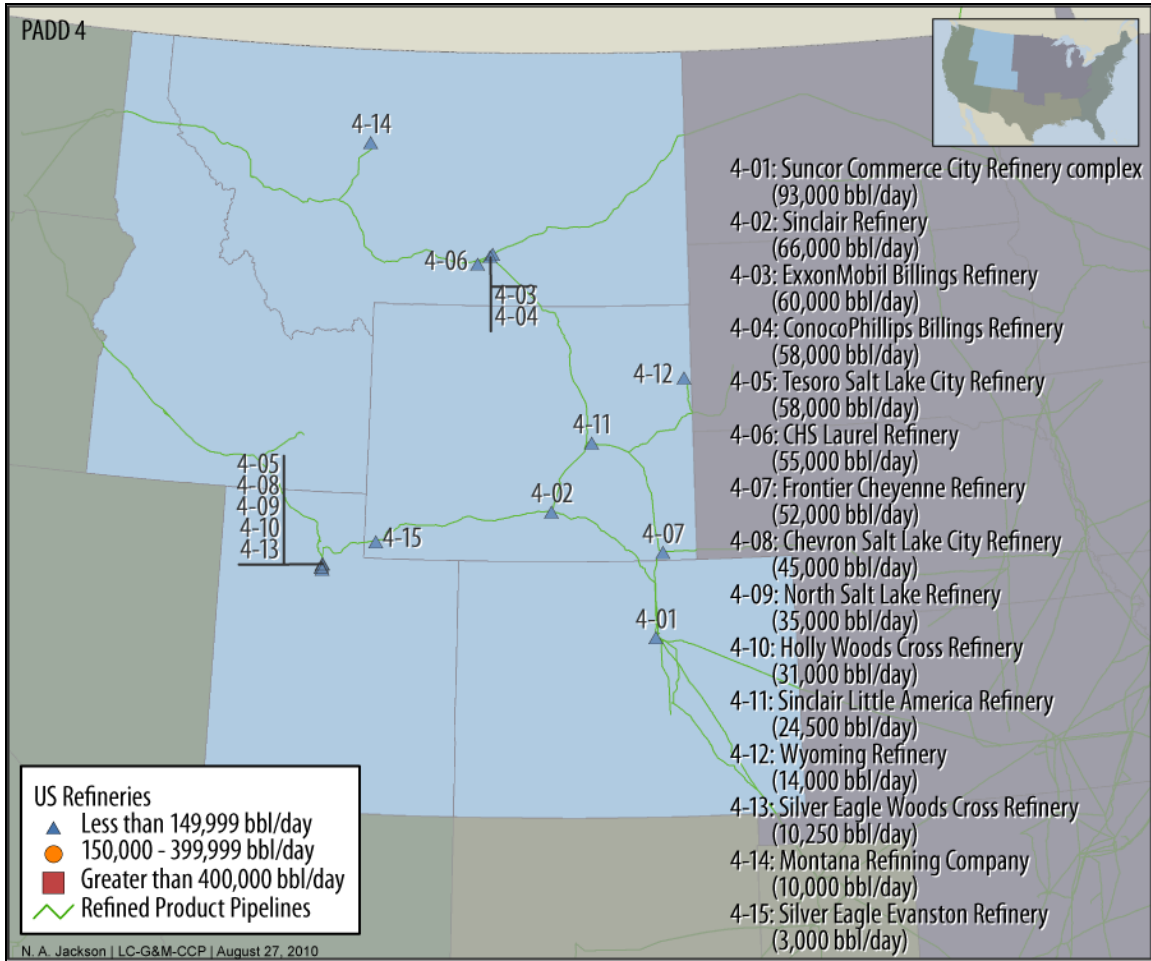 PADD 4
4-14
4-06
4-03
4-04
4-12
4-11
4-05
4-08
4-09
4-10
4-13
4-02
4-15
4-07
4-01
4-01: Suncor Commerce City Refinery complex
(93,000 bbl/day)
4-02: Sinclair Refinery
(66,000 bbl/day)
4-03: ExxonMobil Billings Refinery
(60,000 bbl/day)
4-04: ConocoPhillips Billings Refinery
(58,000 bbl/day)
4-05: Tesoro Salt Lake City Refinery
(58,000 bbl/day)
4-06: CHS Laurel Refinery
(55,000 bbl/day)
4-07: Frontier Cheyenne Refinery
(52,000 bbl/day)
4-08: Chevron Salt Lake City Refinery
(45,000 bbl/day)
4-09: North Salt Lake Refinery
(35,000 bbl/day)
4-10: Holly Woods Cross Refinery
(31,000 bbl/day)
4-11: Sinclair Little America Refinery
(24,500 bbl/day)
4-12: Wyoming Refinery
(14,000 bbl/day)
4-13: Silver Eagle Woods Cross Refinery
(10,250 bbl/day)
4-14: Montana Refining Company
(10,000 bbl/day)
4-15: Silver Eagle Evanston Refinery
(3,000 bbl/day)
US Refineries
Less than 149,999 bbl/day
150,000 - 399,999 bbl/day
Greater than 400,000 bbl/day
Refined Product Pipelines
N. A. Jackson | LC-G&M-CCP | August 27, 2010